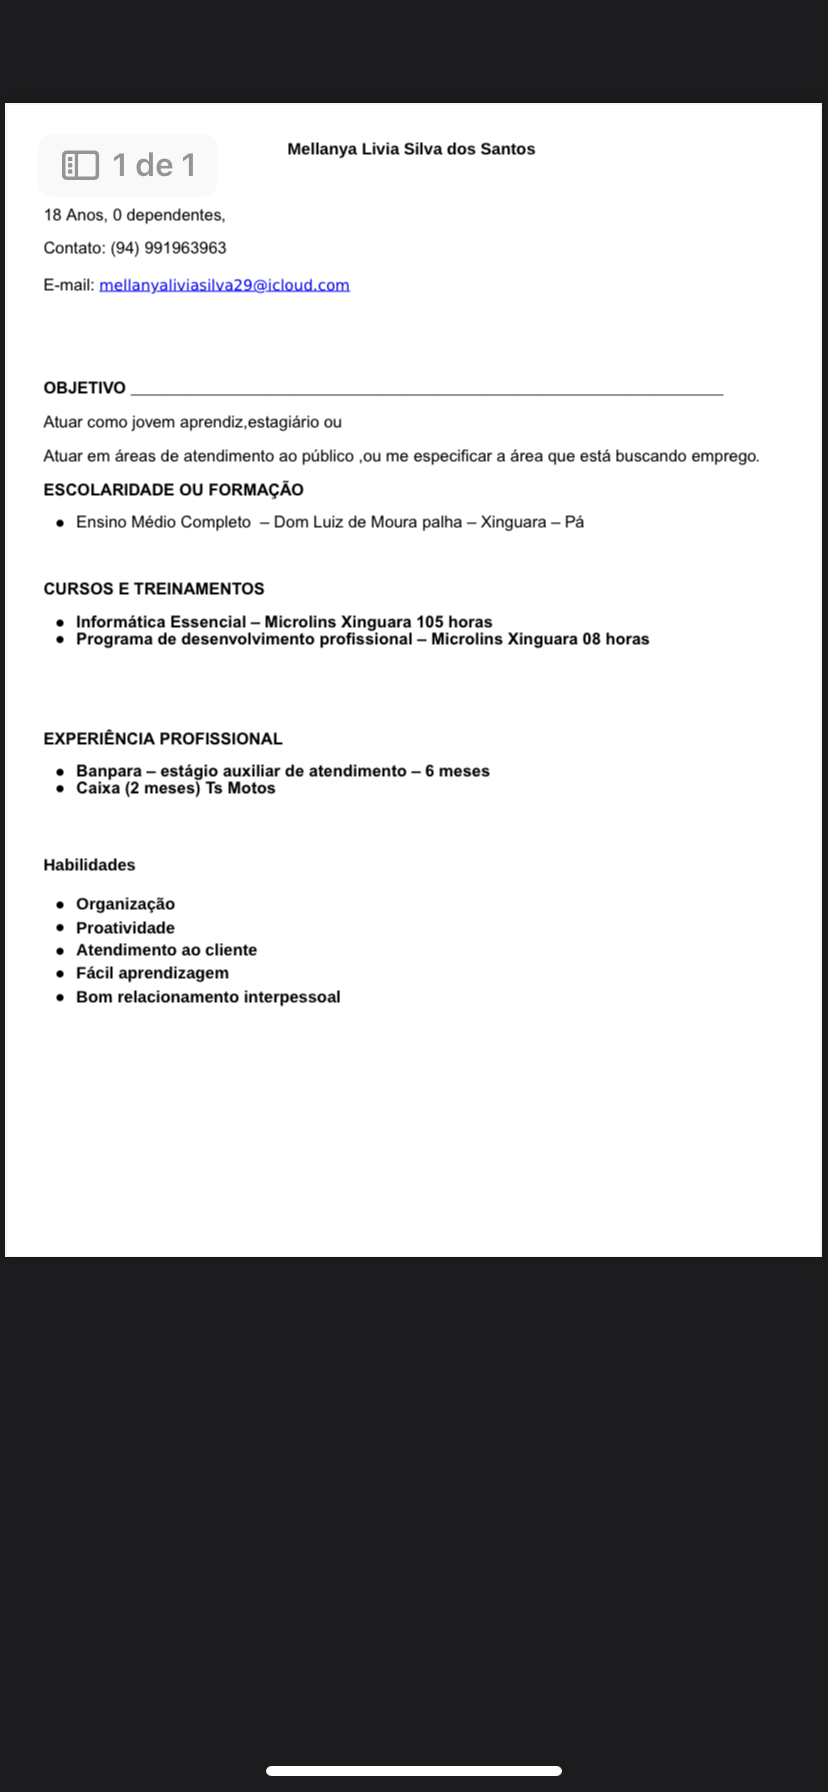 1 de 1
Mellanya Livia Silva dos Santos
18 Anos, 0 dependentes,
Contato: (94) 991963963
E-mail: mellanyaliviasilva29@icloud.com
OBJETIVO ______________________________________________________________
Atuar como jovem aprendiz,estagiário ou
Atuar em áreas de atendimento ao público ,ou me especificar a área que está buscando emprego.
ESCOLARIDADE OU FORMAÇÃO
● Ensino Médio Completo – Dom Luiz de Moura palha – Xinguara – Pá
CURSOS E TREINAMENTOS
● Informática Essencial – Microlins Xinguara 105 horas
● Programa de desenvolvimento profissional – Microlins Xinguara 08 horas
EXPERIÊNCIA PROFISSIONAL
● Banpara – estágio auxiliar de atendimento – 6 meses
● Caixa (2 meses) Ts Motos
Habilidades
● Organização
● Proatividade
● Atendimento ao cliente
● Fácil aprendizagem
● Bom relacionamento interpessoal